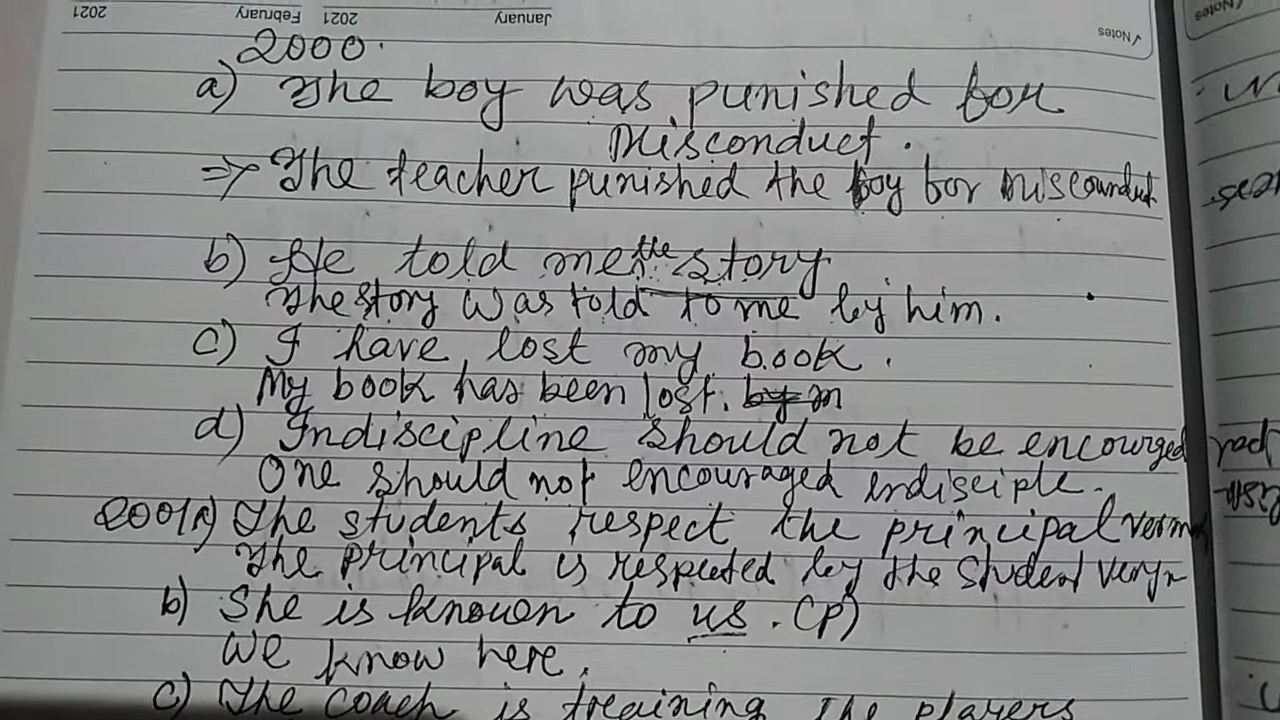 January 2021 February 2021
Notes
2000.
a) The boy was punished for
misconduct.
=> The teacher punished the boy for miscounduct
b) He told me the story
The story was told to me by him.
c) I have lost my book.
My book has been lost. by m
d) Indiscipline should not be encourged
One should not encouraged indisciple.
2001 A) The students respect the principal
The principal is respected by the student
b) She is known to us. (P)
We know here.
c) The coach is training the players
Notes